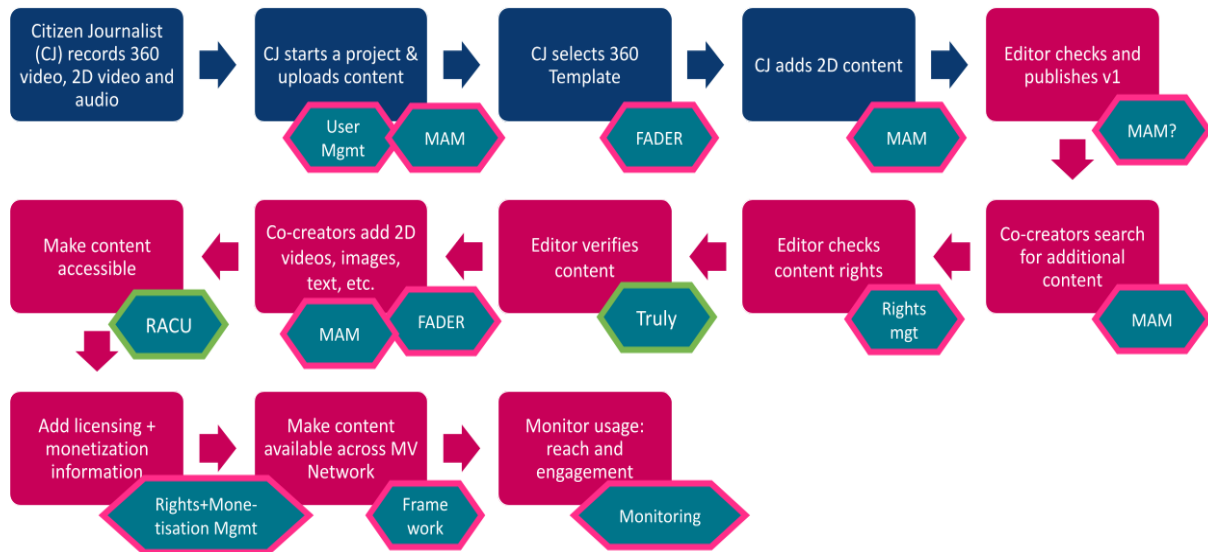 Citizen Journalist
(CJ) records 360
video, 2D video and
audio
CJ starts a project &
uploads content
User
Mgmt
MAM
CJ selects 360
Template
FADER
CJ adds 2D content
MAM
Editor checks and
publishes v1
MAM?
Make content
accessible
RACU
Co-creators add 2D
videos, images,
text, etc.
MAM
FADER
Editor verifies
content
Truly
Editor checks
content rights
Rights
mgt
Co-creators search
for additional
content
MAM
Add licensing +
monetization
information
Rights+Mone-
tisation Mgmt
Make content
available across MV
Network
Frame
work
Monitor usage:
reach and
engagement
Monitoring